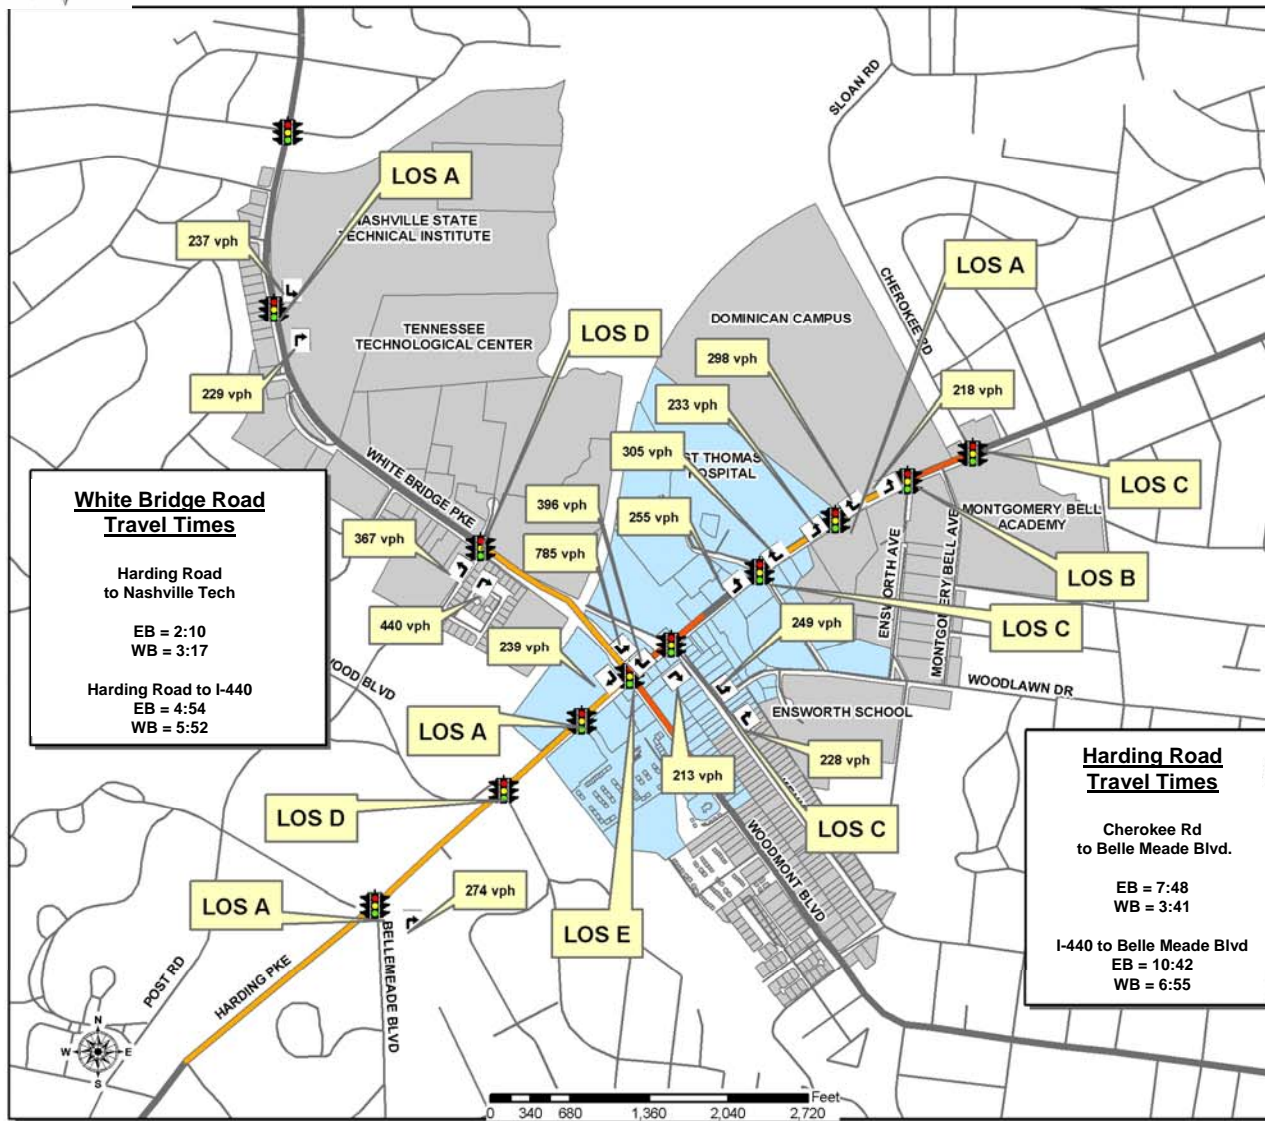 SLOAN RD
LOS A
NASHVILLE STATE
TECHNICAL INSTITUTE
237 vph
CHEROKEE RD
LOS A
DOMINICAN CAMPUS
TENNESSEE
TECHNOLOGICAL CENTER
LOS D
298 vph
229 vph
233 vph
218 vph
305 vph
ST THOMAS
HOSPITAL
WHITE BRIDGE PKE
LOS C
396 vph
255 vph
MONTGOMERY BELL
ACADEMY
White Bridge Road
Travel Times
Harding Road
to Nashville Tech
EB = 2:10
WB = 3:17
Harding Road to I-440
EB = 4:54
WB = 5:52
367 vph
785 vph
LOS B
ENSWORTH AVE
MONTGOMERY BELL AVE
440 vph
239 vph
249 vph
LOS C
WOOD BLVD
WOODLAWN DR
ENSWORTH SCHOOL
LOS A
228 vph
213 vph
Harding Road
Travel Times
Cherokee Rd
to Belle Meade Blvd.
EB = 7:48
WB = 3:41
I-440 to Belle Meade Blvd
EB = 10:42
WB = 6:55
LOS D
LOS C
WOODMONT BLVD
274 vph
LOS A
LOS E
BELLEMEADE BLVD
POST RD
HARDING PKE
N
W E
S
Feet
0 340 680 1,360 2,040 2,720